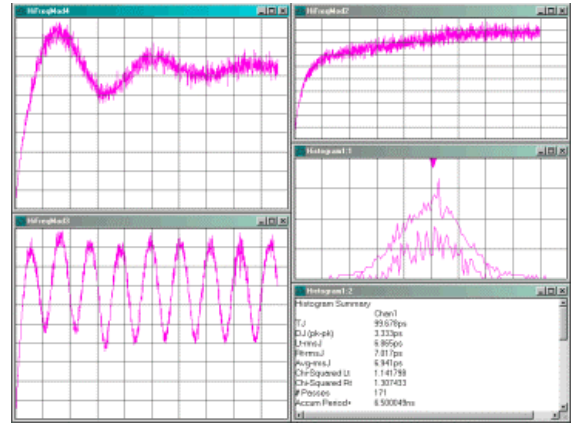 HiFreqMod4
HiFreqMod2
Histogram1:1
HiFreqMod3
Histogram1:2
Histogram Summary
Chan1
TJ 99.678ps
DJ (pk-pk) 3.333ps
Lt-rmsJ 6.865ps
Rt-rmsJ 7.017ps
Avg-rmsJ 6.941ps
Chi-Squared Lt 1.141798
Chi-Squared Rt 1.307433
# Passes 171
Accum Period+ 6.500049ns